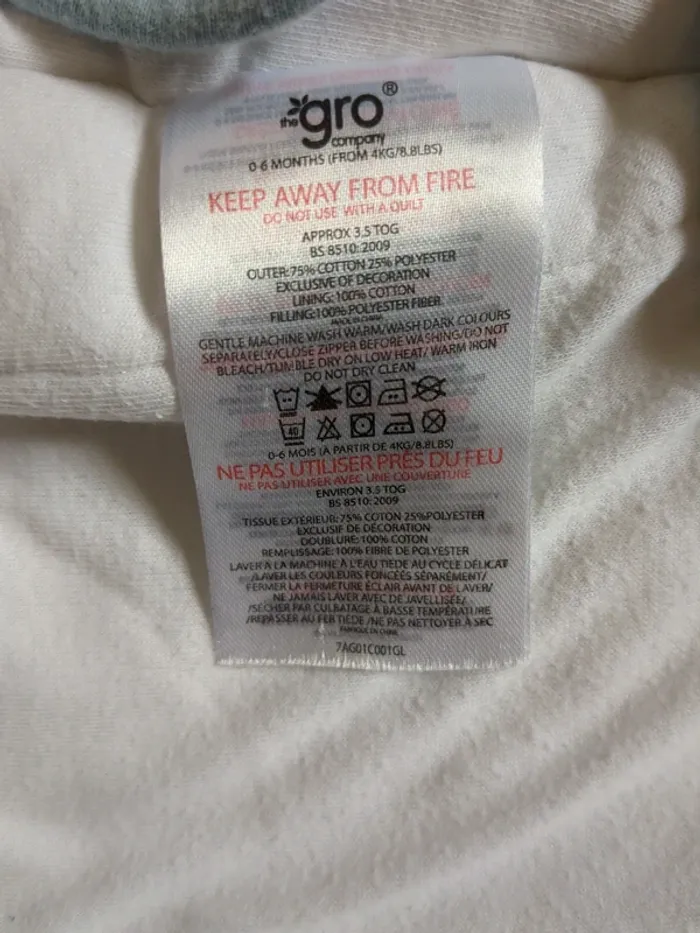 the gro®
company
0-6 MONTHS (FROM 4KG/8.8LBS)
KEEP AWAY FROM FIRE
DO NOT USE WITH A QUILT
APPROX 3.5 TOG
BS 8510: 2009
OUTER:75% COTTON 25% POLYESTER
EXCLUSIVE OF DECORATION
LINING: 100% COTTON
FILLING:100% POLYESTER FIBER
MADE IN CHINA
GENTLE MACHINE WASH WARM/WASH DARK COLOURS
SEPARATELY/CLOSE ZIPPER BEFORE WASHING/DO NOT
BLEACH/TUMBLE DRY ON LOW HEAT/ WARM IRON
DO NOT DRY CLEAN
40
0-6 MOIS (A PARTIR DE 4KG/8.8LBS)
NE PAS UTILISER PRÈS DU FEU
NE PAS UTILISER AVEC UNE COUVERTURE
ENVIRON 3.5 TOG
BS 8510: 2009
TISSUE EXTÉRIEUR:75% COTON 25%POLYESTER
EXCLUSIF DE DÉCORATION
DOUBLURE:100% COTON
REMPLISSAGE:100% FIBRE DE POLYESTER
LAVER À LA MACHINE À L'EAU TIEDE AU CYCLE DÉLICAT
/LAVER LES COULEURS FONCÉES SÉPARÉMENT/
FERMER LA FERMETURE ÉCLAIR AVANT DE LAVER/
NE JAMAIS LAVER AVEC DE JAVELLISÉE/
/SÉCHER PAR CULBATAGE À BASSE TEMPÉRATURE
/REPASSER AU FER TIÈDE /NE PAS NETTOYER À SEC
FABRIQUE EN CHINE
7AG01C001GL